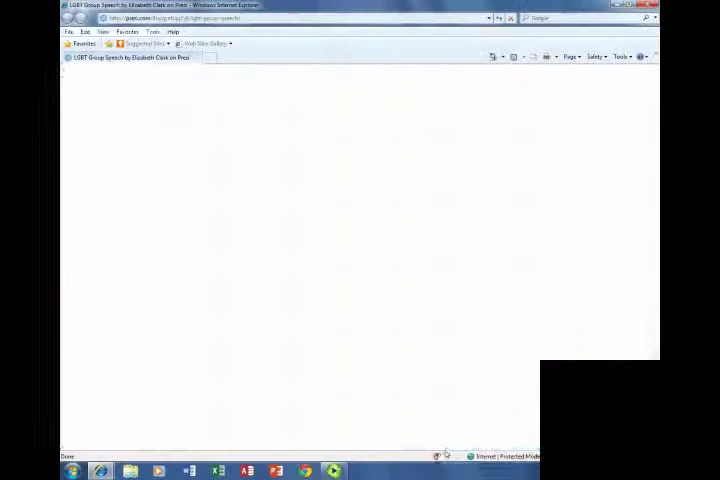 LGBT Group Speech by Elizabeth Clark on Prezi - Windows Internet Explorer
Google
File Edit View Favorites Tools Help
Favorites Suggested Sites Web Slice Gallery
LGBT Group Speech by Elizabeth Clark on Prezi
Page Safety Tools
Done
Internet | Protected Mode